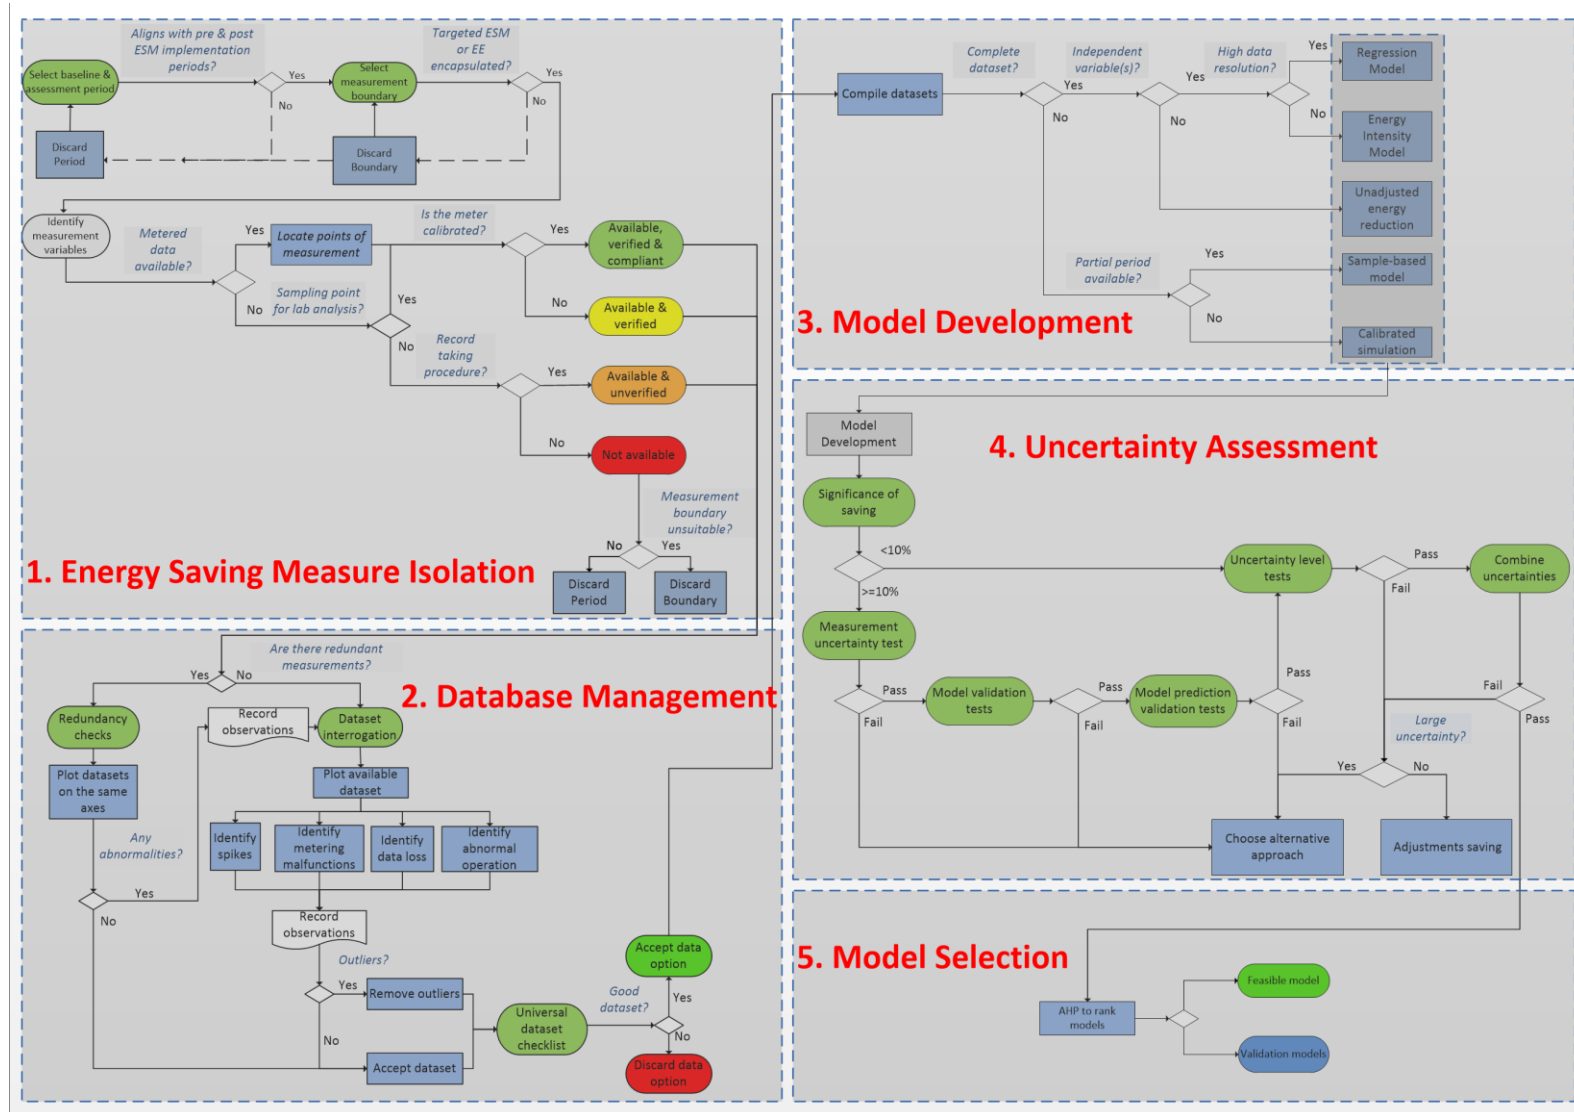 Aligns with pre & post
ESM implementation
periods?
Targeted ESM
or EE
encapsulated?
Select baseline &
assessment period
Yes
No
Select
measurement
boundary
Yes
No
Discard
Period
Discard
Boundary
Identify
measurement
variables
Metered
data
available?
Yes
No
Locate points of
measurement
Is the meter
calibrated?
Yes
No
Available,
verified &
compliant
Sampling point
for lab analysis?
Yes
No
Available &
verified
Record
taking
procedure?
Yes
No
Available &
unverified
Not available
Measurement
boundary
unsuitable?
No
Yes
Discard
Period
Discard
Boundary
1. Energy Saving Measure Isolation
Are there redundant
measurements?
Yes
No
2. Database Management
Redundancy
checks
Record
observations
Dataset
interrogation
Plot datasets
on the same
axes
Plot available
dataset
Any
abnormalities?
Yes
No
Identify
spikes
Identify
metering
malfunctions
Identify
data loss
Identify
abnormal
operation
Record
observations
Outliers?
Yes
No
Remove outliers
Accept dataset
Universal
dataset
checklist
Good
dataset?
Yes
No
Accept data
option
Discard data
option
Compile datasets
Complete
dataset?
Yes
No
Independent
variable(s)?
Yes
No
High data
resolution?
Yes
No
Regression
Model
Energy
Intensity
Model
Unadjusted
energy
reduction
Partial period
available?
Yes
No
Sample-based
model
Calibrated
simulation
3. Model Development
Model
Development
4. Uncertainty Assessment
Significance of
saving
<10%
>=10%
Uncertainty level
tests
Pass
Fail
Combine
uncertainties
Measurement
uncertainty test
Pass
Fail
Model validation
tests
Pass
Fail
Model prediction
validation tests
Pass
Fail
Fail
Pass
Large
uncertainty?
Yes
No
Choose alternative
approach
Adjustments saving
5. Model Selection
AHP to rank
models
Feasible model
Validation models